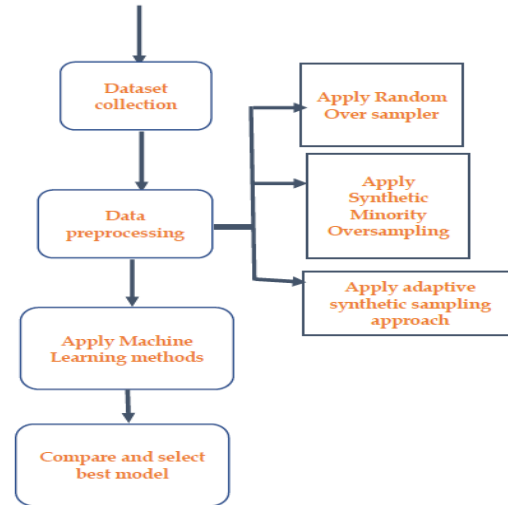 Dataset
collection
Data
preprocessing
Apply Machine
Learning methods
Compare and select
best model
Apply Random
Over sampler
Apply
Synthetic
Minority
Oversampling
Apply adaptive
synthetic sampling
approach